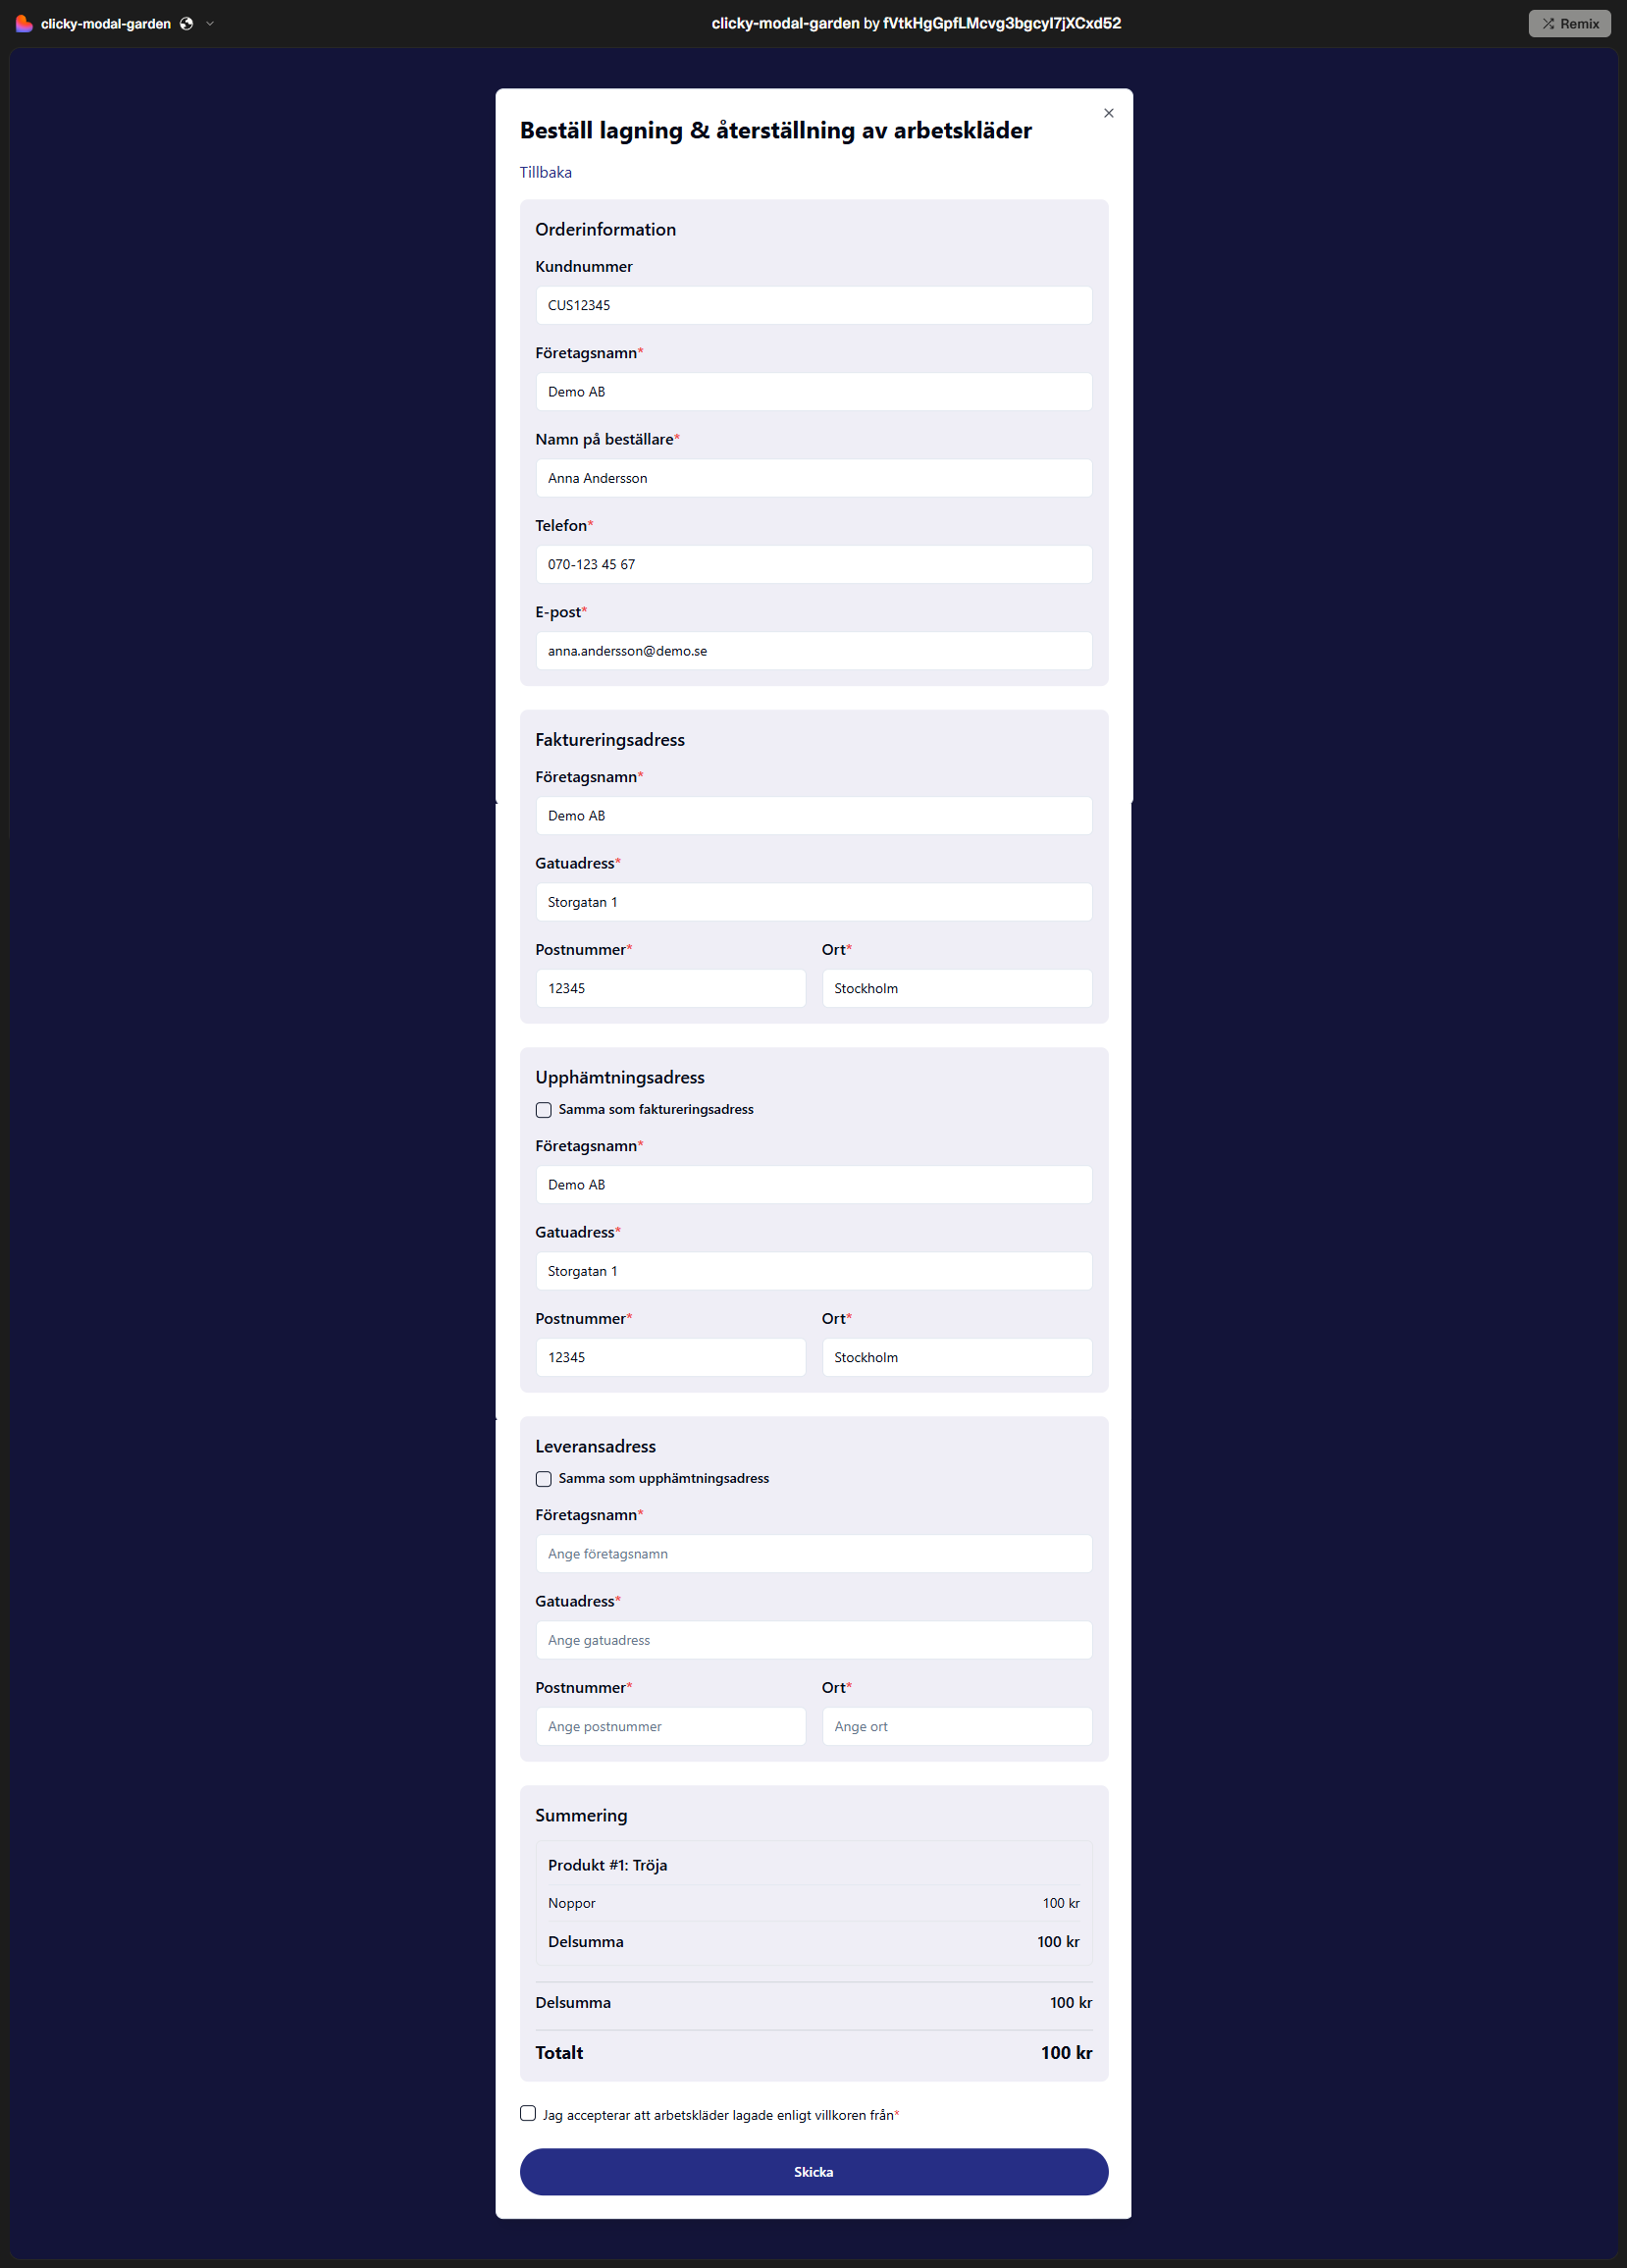 clicky-modal-garden
clicky-modal-garden by fVtkHgGpfLMcvg3bgcyI7jXCxd52
Remix
Beställ lagning & återställning av arbetskläder
Tillbaka
Orderinformation
Kundnummer
CUS12345
Företagsnamn*
Demo AB
Namn på beställare*
Anna Andersson
Telefon*
070-123 45 67
E-post*
anna.andersson@demo.se
Faktureringsadress
Företagsnamn*
Demo AB
Gatuadress*
Storgatan 1
Postnummer* Ort*
12345 Stockholm
Upphämtningsadress
Samma som faktureringsadress
Företagsnamn*
Demo AB
Gatuadress*
Storgatan 1
Postnummer* Ort*
12345 Stockholm
Leveransadress
Samma som upphämtningsadress
Företagsnamn*
Ange företagsnamn
Gatuadress*
Ange gatuadress
Postnummer* Ort*
Ange postnummer Ange ort
Summering
Produkt #1: Tröja
Noppor 100 kr
Delsumma 100 kr
Delsumma 100 kr
Totalt 100 kr
Jag accepterar att arbetskläder lagade enligt villkoren från*
Skicka